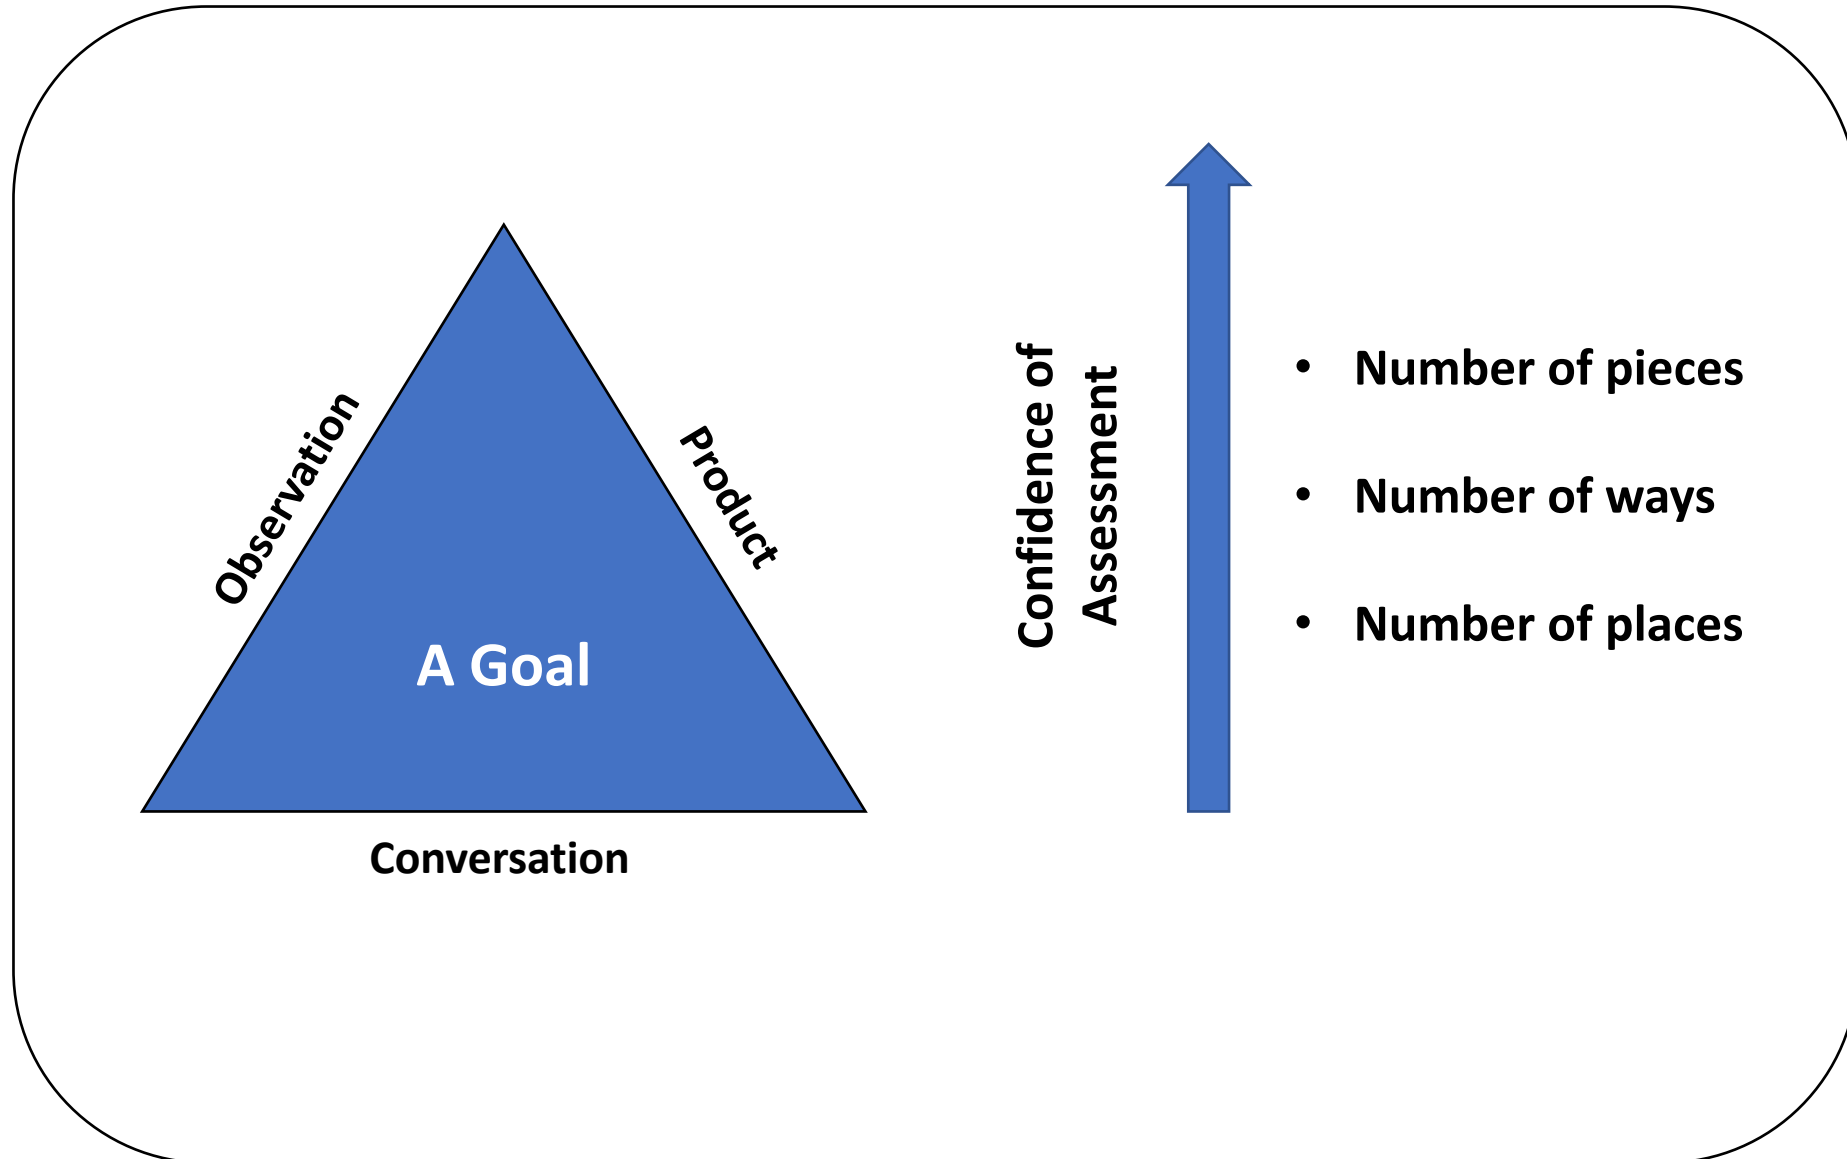 Observation
Product
A Goal
Conversation
Confidence of
Assessment
• Number of pieces
• Number of ways
• Number of places